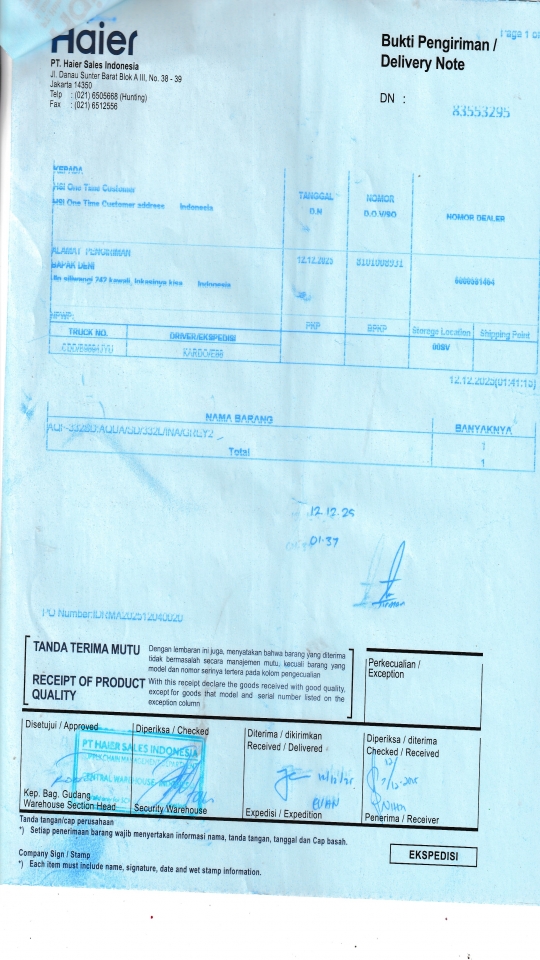 Haier
PT. Haier Sales Indonesia
Jl. Danau Sunter Barat Blok A III, No. 38 - 39
Jakarta 14350
Telp : (021) 6505668 (Hunting)
Fax : (021) 6512556
Bukti Pengiriman /
Delivery Note
DN :
83553295
KEPADA
HSI One Time Customer
HSI One Time Customer address Indonesia
TANGGAL
D.N
NOMOR
D.O.V/SO
NOMOR DEALER
ALAMAT PENGIRIMAN
BAPAK DENI
Jln siliwangi 242 kawali, lokasinya kios Indonesia
12.12.2025
8101008931
NPWP:
PKP
BPKP
Storage Location
Shipping Point
TRUCK NO.
DRIVER/EKSPEDISI
009V
12.12.2025(01:41:15)
NAMA BARANG
BANYAKNYA
1
Total
1
12.12.25
01.37
TANDA TERIMA MUTU
Dengan lembaran ini juga, menyatakan bahwa barang yang diterima
tidak bermasalah secara manajemen mutu, kecuali barang yang
model dan nomor serinya tertera pada kolom pengecualian
RECEIPT OF PRODUCT
QUALITY
With this receipt declare the goods received with good quality,
except for goods that model and serial number listed on the
exception column
Perkecualian /
Exception
Disetujui / Approved
Diperiksa / Checked
Diterima / dikirimkan
Received / Delivered
Diperiksa / diterima
Checked / Received
PT HAIER SALES INDONESIA
Kep. Bag. Gudang
Warehouse Section Head
Security Warehouse
Expedisi / Expedition
Penerima / Receiver
Tanda tangan/cap perusahaan
*) Setiap penerimaan barang wajib menyertakan informasi nama, tanda tangan, tanggal dan Cap basah.
Company Sign / Stamp
*) Each item must include name, signature, date and wet stamp information.
EKSPEDISI